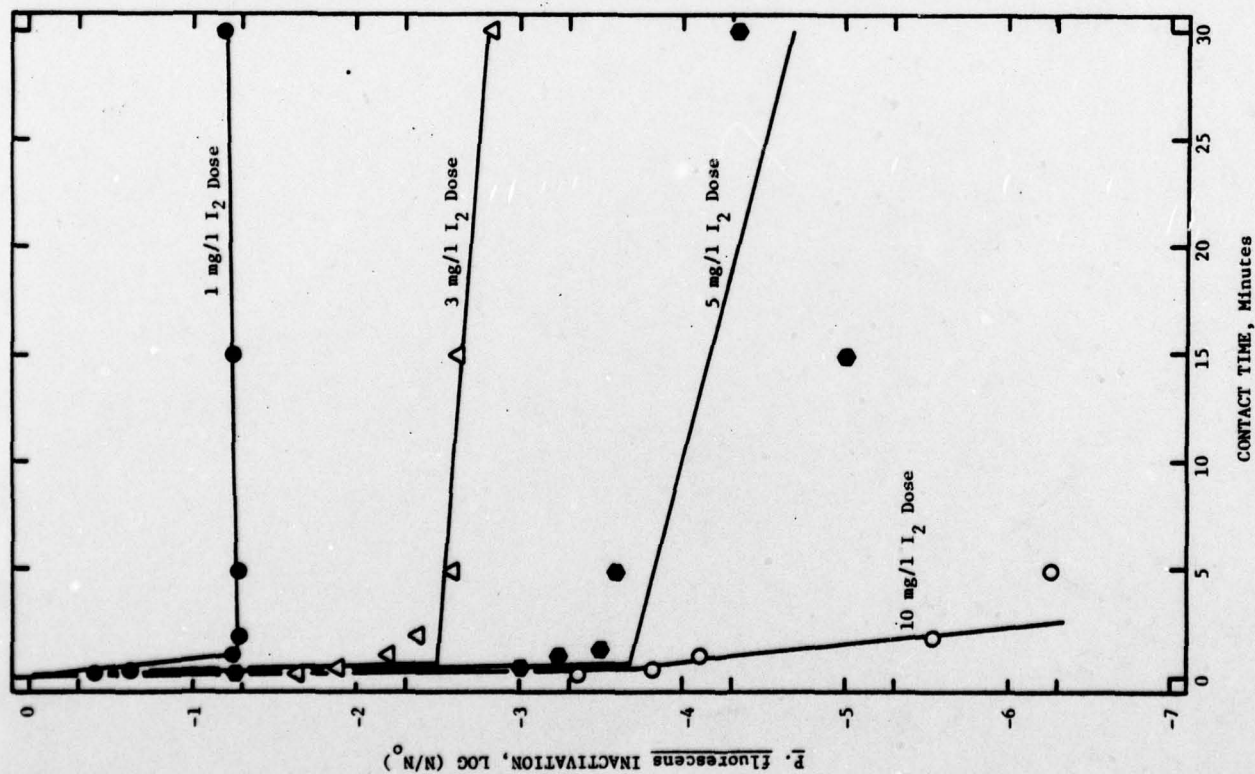 0
-1
-2
-3
-4
-5
-6
-7
P. fluorescens INACTIVATION, LOG (N/N₀)
1 mg/l I₂ Dose
3 mg/l I₂ Dose
5 mg/l I₂ Dose
10 mg/l I₂ Dose
0 5 10 15 20 25 30
CONTACT TIME, Minutes